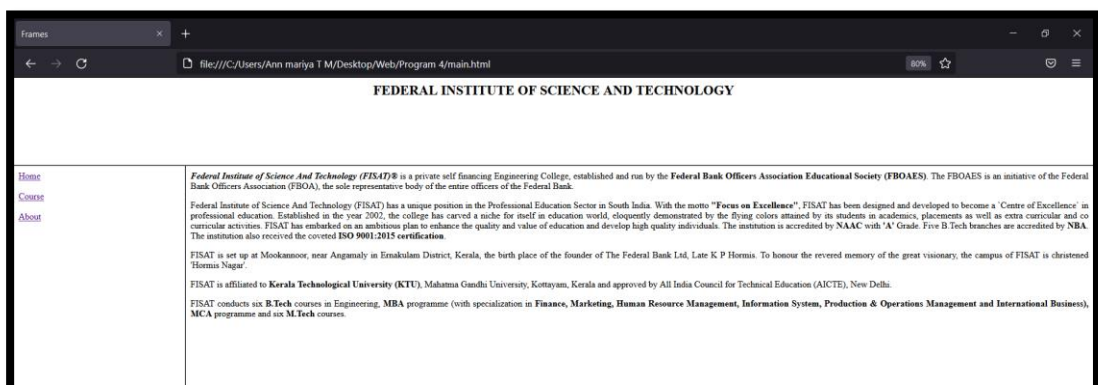 Frames
file:///C:/Users/Ann mariya T M/Desktop/Web/Program 4/main.html
80%
FEDERAL INSTITUTE OF SCIENCE AND TECHNOLOGY
Home
Course
About
Federal Institute of Science And Technology (FISAT)® is a private self financing Engineering College, established and run by the Federal Bank Officers Association Educational Society (FBOAES). The FBOAES is an initiative of the Federal
Bank Officers Association (FBOA), the sole representative body of the entire officers of the Federal Bank.
Federal Institute of Science And Technology (FISAT) has a unique position in the Professional Education Sector in South India. With the motto "Focus on Excellence", FISAT has been designed and developed to become a `Centre of Excellence` in
professional education. Established in the year 2002, the college has carved a niche for itself in education world, eloquently demonstrated by the flying colors attained by its students in academics, placements as well as extra curricular and co
curricular activities. FISAT has embarked on an ambitious plan to enhance the quality and value of education and develop high quality individuals. The institution is accredited by NAAC with 'A' Grade. Five B.Tech branches are accredited by NBA.
The institution also received the coveted ISO 9001:2015 certification.
FISAT is set up at Mookannoor, near Angamaly in Ernakulam District, Kerala, the birth place of the founder of The Federal Bank Ltd, Late K P Hormis. To honour the revered memory of the great visionary, the campus of FISAT is christened
'Hormis Nagar'.
FISAT is affiliated to Kerala Technological University (KTU), Mahatma Gandhi University, Kottayam, Kerala and approved by All India Council for Technical Education (AICTE), New Delhi.
FISAT conducts six B.Tech courses in Engineering, MBA programme (with specialization in Finance, Marketing, Human Resource Management, Information System, Production & Operations Management and International Business),
MCA programme and six M.Tech courses.